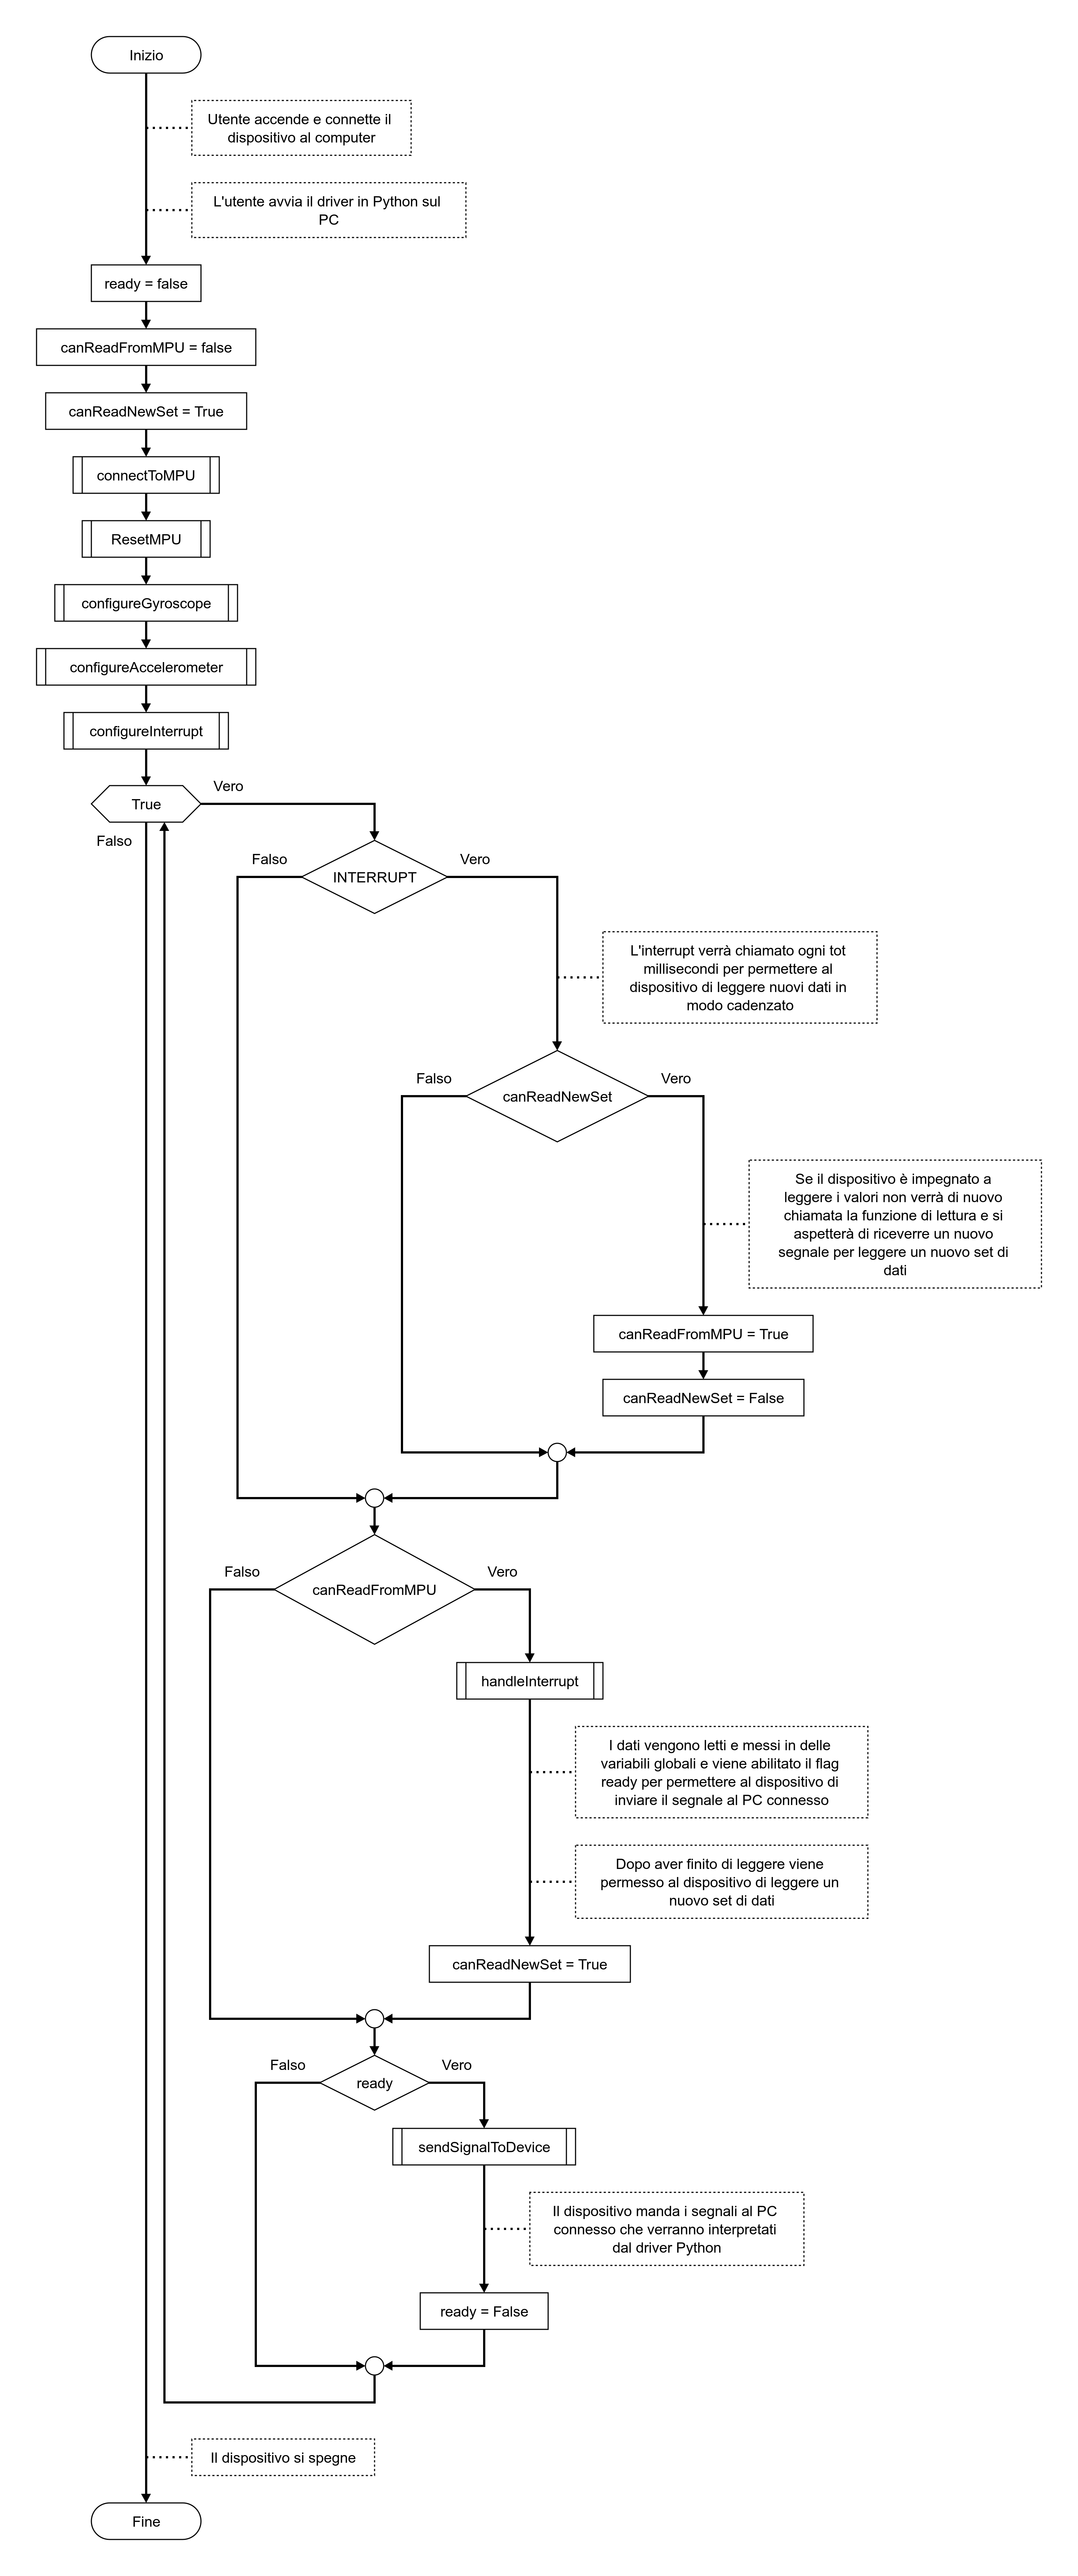 Inizio
Utente accende e connette il
dispositivo al computer
L'utente avvia il driver in Python sul
PC
ready = false
canReadFromMPU = false
canReadNewSet = True
connectToMPU
ResetMPU
configureGyroscope
configureAccelerometer
configureInterrupt
True
Vero
Falso
INTERRUPT
Falso
Vero
L'interrupt verrà chiamato ogni tot
millisecondi per permettere al
dispositivo di leggere nuovi dati in
modo cadenzato
canReadNewSet
Falso
Vero
Se il dispositivo è impegnato a
leggere i valori non verrà di nuovo
chiamata la funzione di lettura e si
aspetterà di riceverre un nuovo
segnale per leggere un nuovo set di
dati
canReadFromMPU = True
canReadNewSet = False
canReadFromMPU
Falso
Vero
handleInterrupt
I dati vengono letti e messi in delle
variabili globali e viene abilitato il flag
ready per permettere al dispositivo di
inviare il segnale al PC connesso
Dopo aver finito di leggere viene
permesso al dispositivo di leggere un
nuovo set di dati
canReadNewSet = True
Falso
Vero
ready
sendSignalToDevice
Il dispositivo manda i segnali al PC
connesso che verranno interpretati
dal driver Python
ready = False
Il dispositivo si spegne
Fine